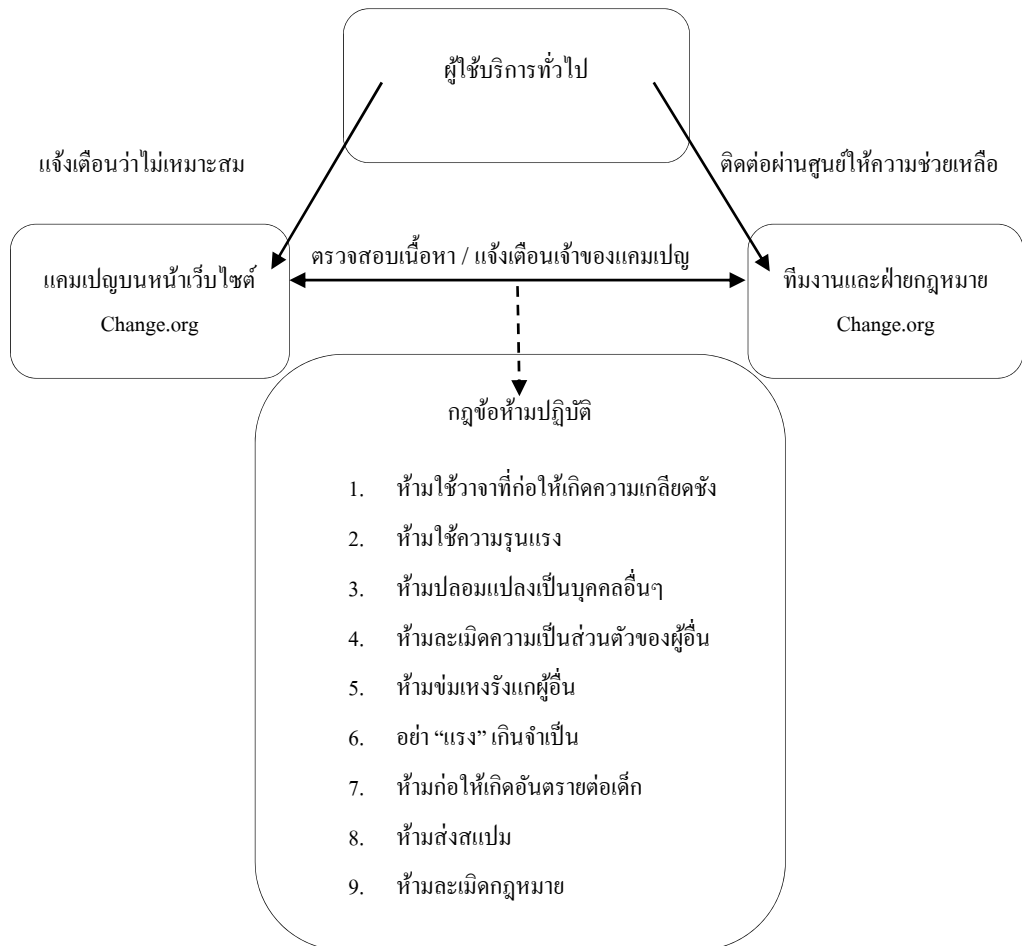 ผู้ใช้บริการทั่วไป
แจ้งเตือนว่าไม่เหมาะสม
ติดต่อผ่านศูนย์ให้ความช่วยเหลือ
ตรวจสอบเนื้อหา / แจ้งเตือนเจ้าของแคมเปญ
แคมเปญบนหน้าเว็บไซต์
Change.org
ทีมงานและฝ่ายกฎหมาย
Change.org
กฎข้อห้ามปฏิบัติ
1. ห้ามใช้วาจาที่ก่อให้เกิดความเกลียดชัง
2. ห้ามใช้ความรุนแรง
3. ห้ามปลอมแปลงเป็นบุคคลอื่นๆ
4. ห้ามละเมิดความเป็นส่วนตัวของผู้อื่น
5. ห้ามข่มเหงรังแกผู้อื่น
6. อย่า “แรง” เกินจำเป็น
7. ห้ามก่อให้เกิดอันตรายต่อเด็ก
8. ห้ามส่งสแปม
9. ห้ามละเมิดกฎหมาย